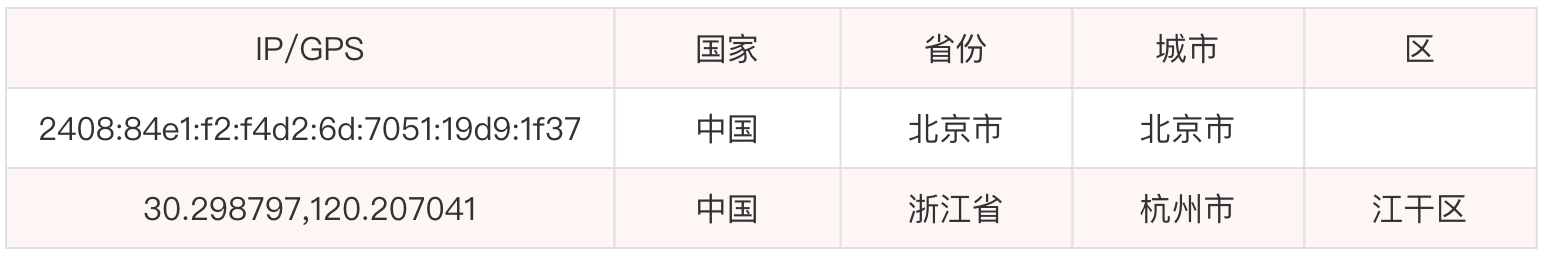 IP/GPS 国家 省份 城市 区
2408:84e1:f2:f4d2:6d:7051:19d9:1f37 中国 北京市 北京市
30.298797,120.207041 中国 浙江省 杭州市 江干区